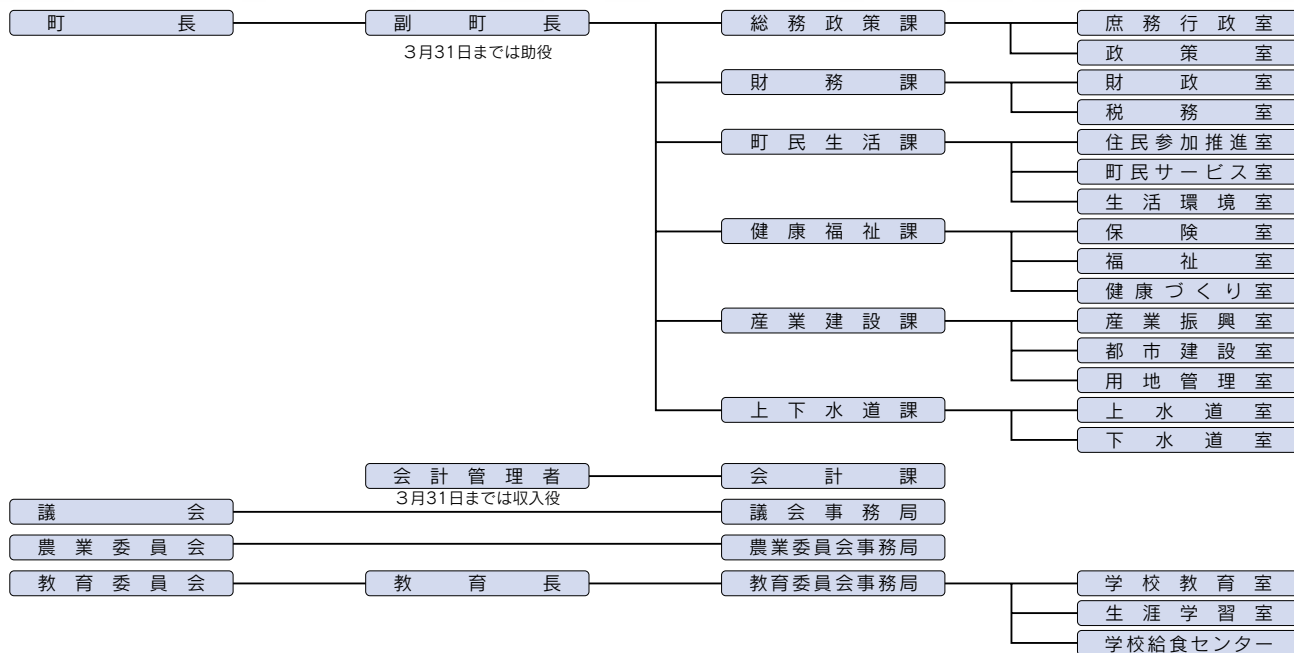 町長 副町長 総務政策課 庶務行政室
3月31日までは助役 政策室
財務課 財政室
税務室
町民生活課 住民参加推進室
町民サービス室
生活環境室
健康福祉課 保険室
福祉室
健康づくり室
産業建設課 産業振興室
都市建設室
用地管理室
上下水道課 上水道室
下水道室
会計管理者 会計課
3月31日までは収入役
議会 議会事務局
農業委員会 農業委員会事務局
教育委員会 教育長 教育委員会事務局 学校教育室
生涯学習室
学校給食センター